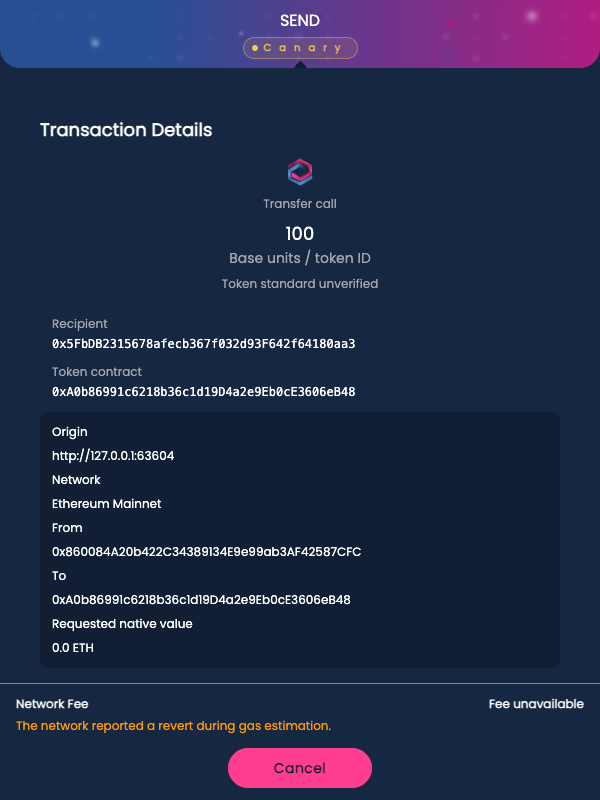 SEND
Canary
Transaction Details
Transfer call
100
Base units / token ID
Token standard unverified
Recipient
0x5FbDB2315678afecb367f032d93F642f64180aa3
Token contract
0xA0b86991c6218b36c1d19D4a2e9Eb0cE3606eB48
Origin
http://127.0.0.1:63604
Network
Ethereum Mainnet
From
0x860084A20b422C34389134E9e99ab3AF42587CFC
To
0xA0b86991c6218b36c1d19D4a2e9Eb0cE3606eB48
Requested native value
0.0 ETH
Network Fee
Fee unavailable
The network reported a revert during gas estimation.
Cancel